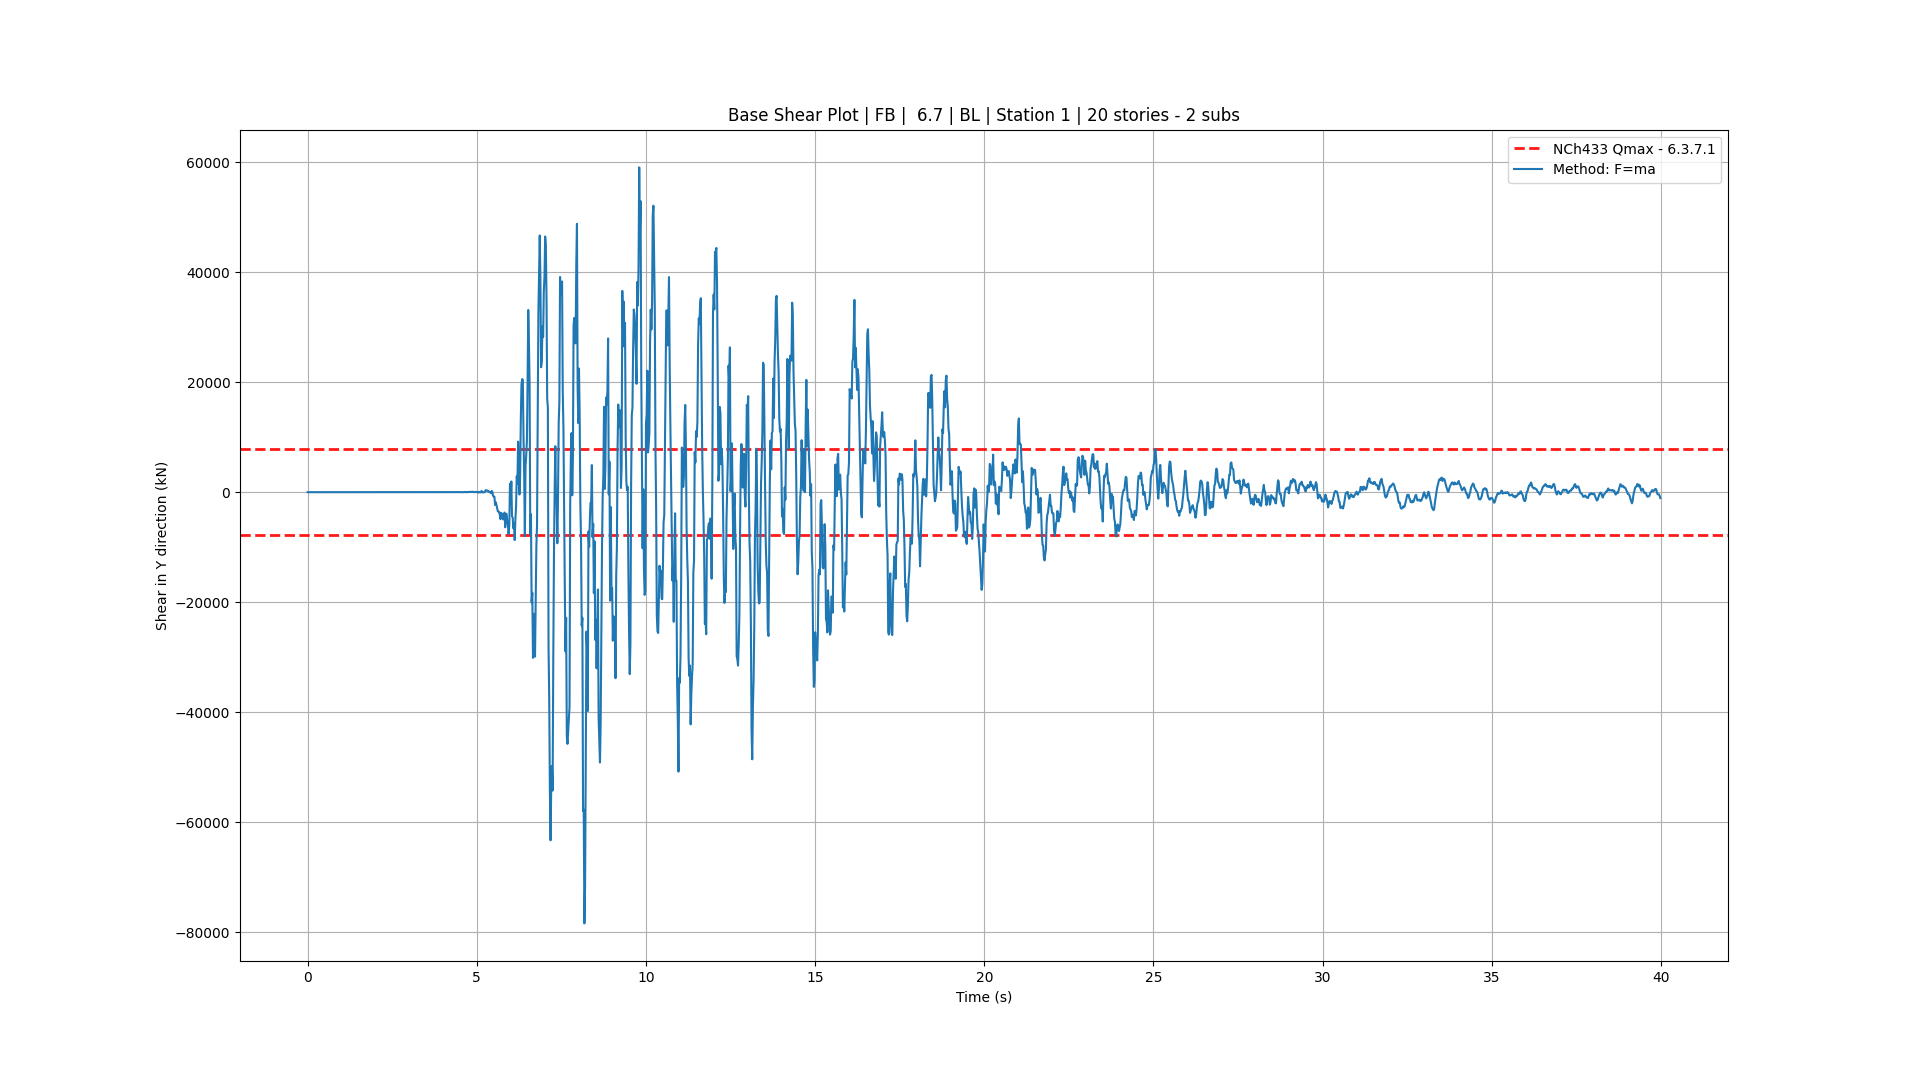 Base Shear Plot | FB |  6.7 | BL | Station 1 | 20 stories - 2 subs
NCh433 Qmax - 6.3.7.1
Method: F=ma
60000
40000
20000
0
−20000
−40000
−60000
−80000
Shear in Y direction (kN)
0 5 10 15 20 25 30 35 40
Time (s)